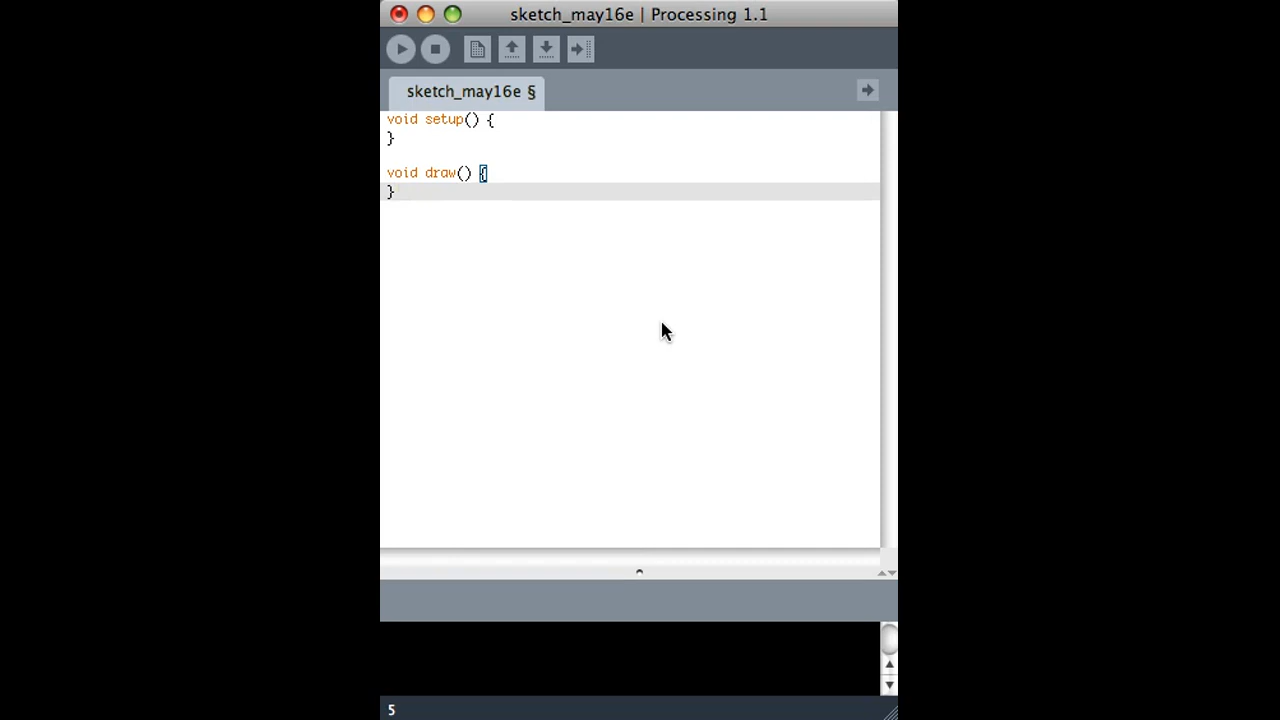 sketch_may16e | Processing 1.1
sketch_may16e §
void setup() {
}
void draw() {
}
5